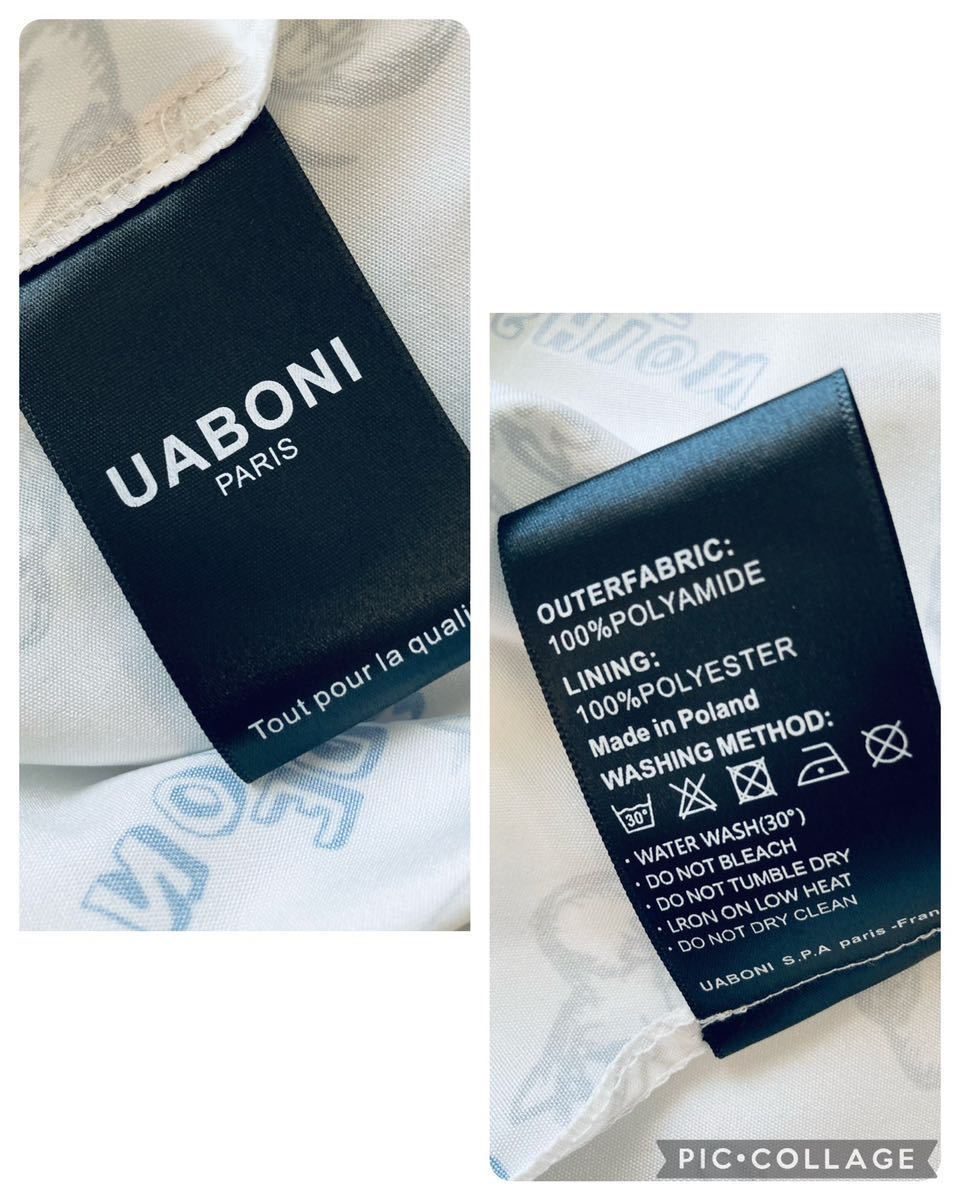 UABONI
PARIS
Tout pour la quali
OUTERFABRIC:
100%POLYAMIDE
LINING:
100%POLYESTER
Made in Poland
WASHING METHOD:
30°
· WATER WASH(30°)
· DO NOT BLEACH
· DO NOT TUMBLE DRY
· LRON ON LOW HEAT
· DO NOT DRY CLEAN
UABONI S.P.A paris -Fran
PIC•COLLAGE